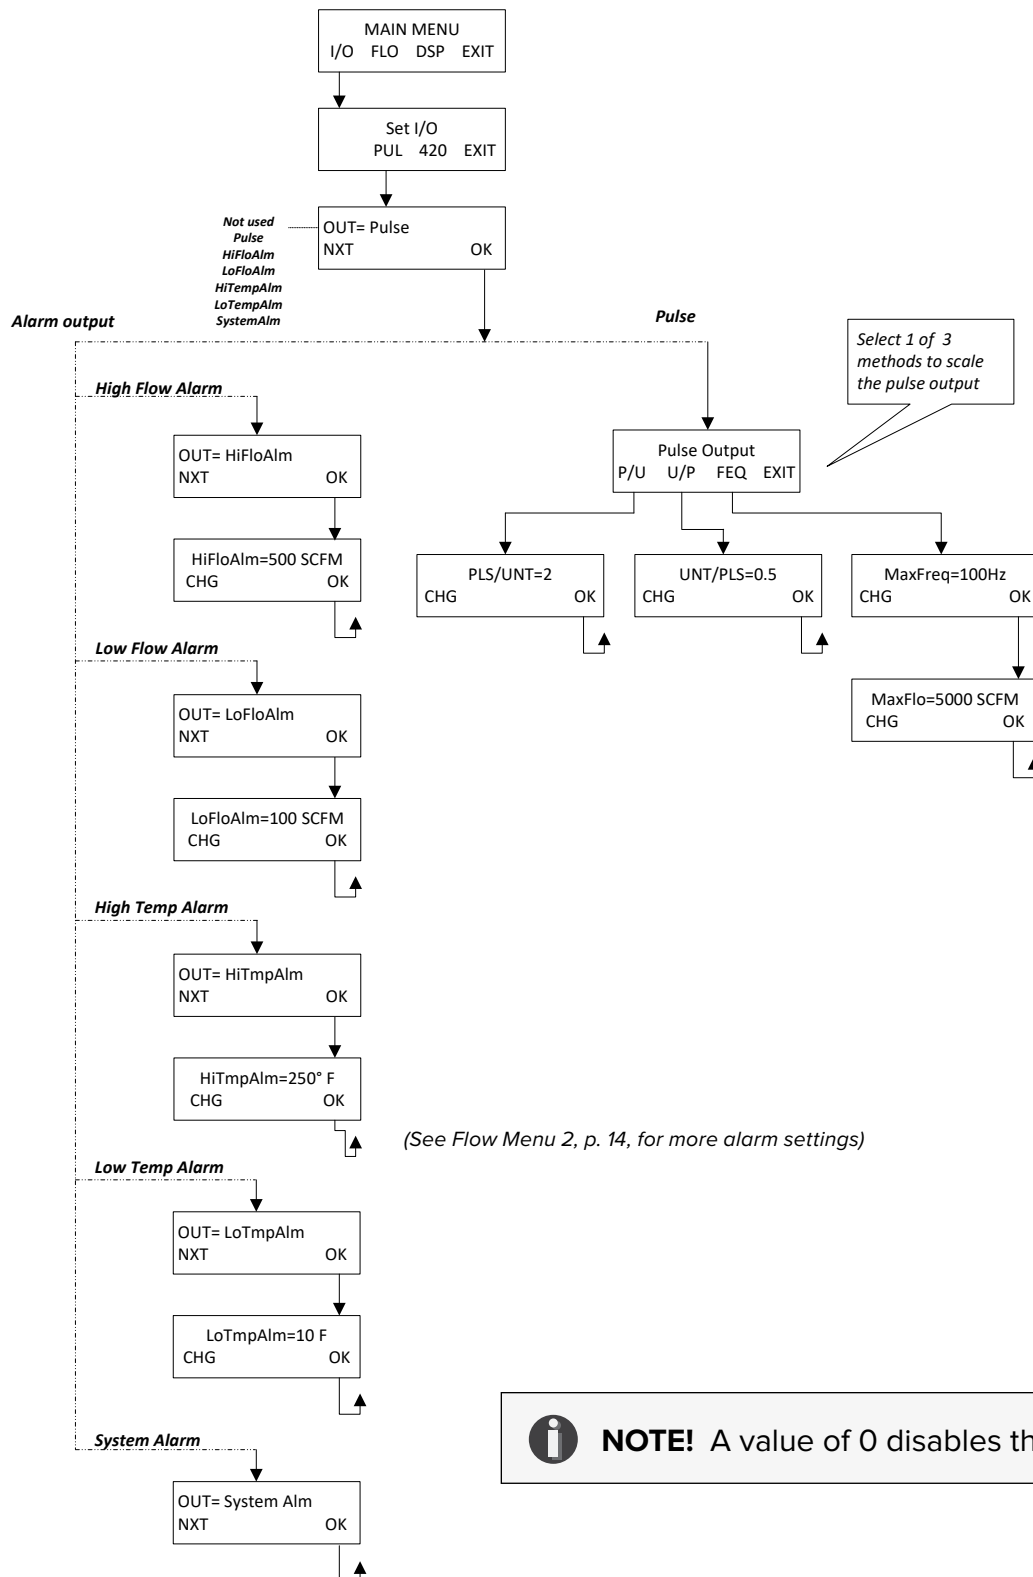 MAIN MENU
I/O FLO DSP EXIT
Set I/O
PUL 420 EXIT
Not used
Pulse
HiFloAlm
LoFloAlm
HiTempAlm
LoTempAlm
SystemAlm
OUT= Pulse
NXT OK
Alarm output
Pulse
Select 1 of 3
methods to scale
the pulse output
High Flow Alarm
OUT= HiFloAlm
NXT OK
HiFloAlm=500 SCFM
CHG OK
Pulse Output
P/U U/P FEQ EXIT
PLS/UNT=2
CHG OK
UNT/PLS=0.5
CHG OK
MaxFreq=100Hz
CHG OK
MaxFlo=5000 SCFM
CHG OK
Low Flow Alarm
OUT= LoFloAlm
NXT OK
LoFloAlm=100 SCFM
CHG OK
High Temp Alarm
OUT= HiTmpAlm
NXT OK
HiTmpAlm=250° F
CHG OK
(See Flow Menu 2, p. 14, for more alarm settings)
Low Temp Alarm
OUT= LoTmpAlm
NXT OK
LoTmpAlm=10 F
CHG OK
NOTE! A value of 0 disables th
System Alarm
OUT= System Alm
NXT OK